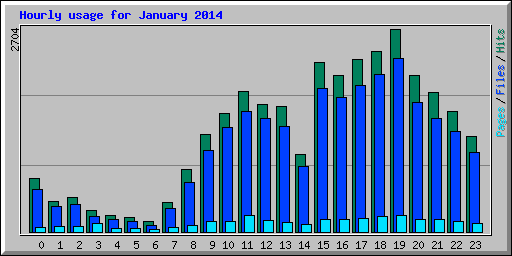 Hourly usage for January 2014
2704
Pages/Files/Hits
0 1 2 3 4 5 6 7 8 9 10 11 12 13 14 15 16 17 18 19 20 21 22 23